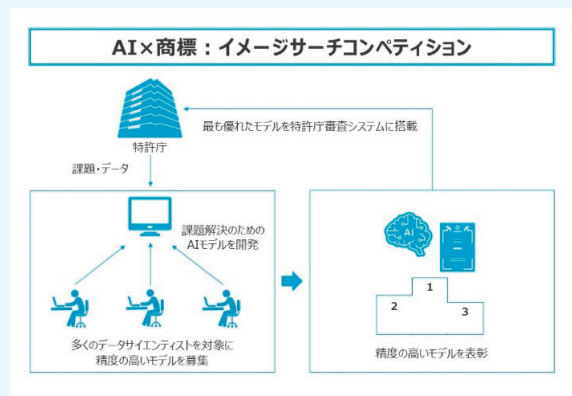 AI×商標：イメージサーチコンペティション
最も優れたモデルを特許庁審査システムに搭載
特許庁
課題・データ
課題解決のための
AIモデルを開発
多くのデータサイエンティストを対象に
精度の高いモデルを募集
AI
1
2
3
精度の高いモデルを表彰